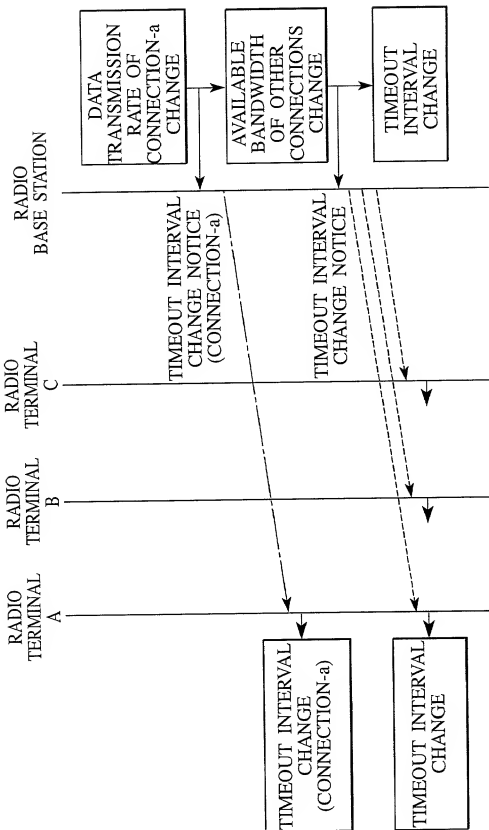 RADIO
TERMINAL
A
RADIO
TERMINAL
B
RADIO
TERMINAL
C
RADIO
BASE STATION
DATA
TRANSMISSION
RATE OF
CONNECTION-a
CHANGE
TIMEOUT INTERVAL
CHANGE NOTICE
(CONNECTION-a)
AVAILABLE
BANDWIDTH
OF OTHER
CONNECTIONS
CHANGE
TIMEOUT INTERVAL
CHANGE
(CONNECTION-a)
TIMEOUT INTERVAL
CHANGE NOTICE
TIMEOUT
INTERVAL
CHANGE
TIMEOUT INTERVAL
CHANGE